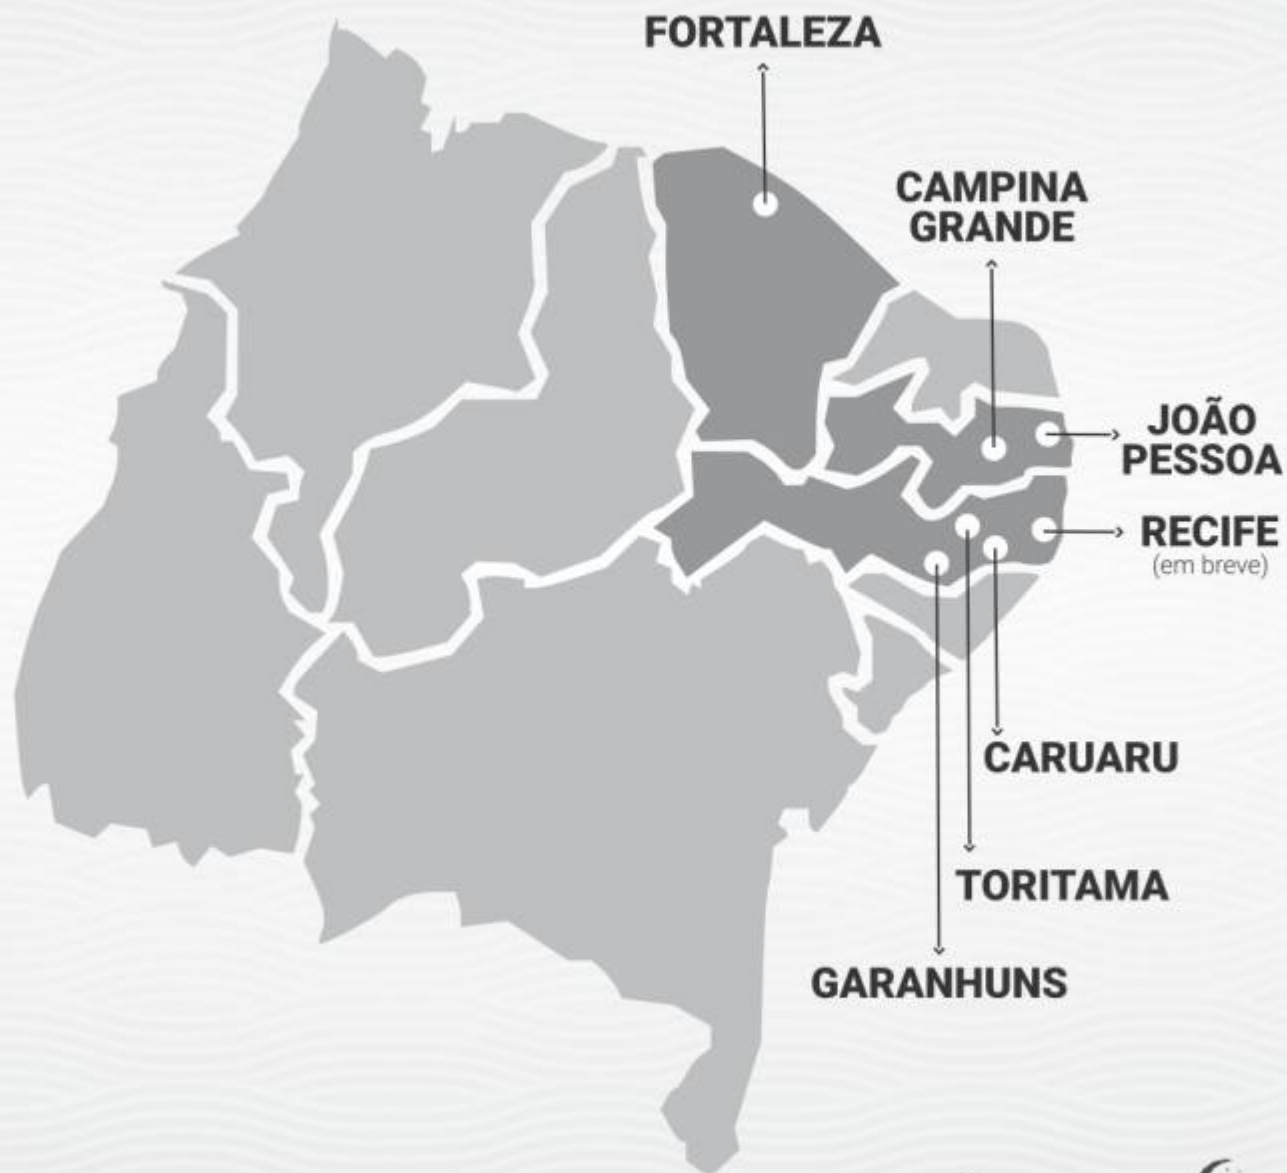 FORTALEZA
CAMPINA
GRANDE
JOÃO
PESSOA
RECIFE
(em breve)
CARUARU
TORITAMA
GARANHUNS